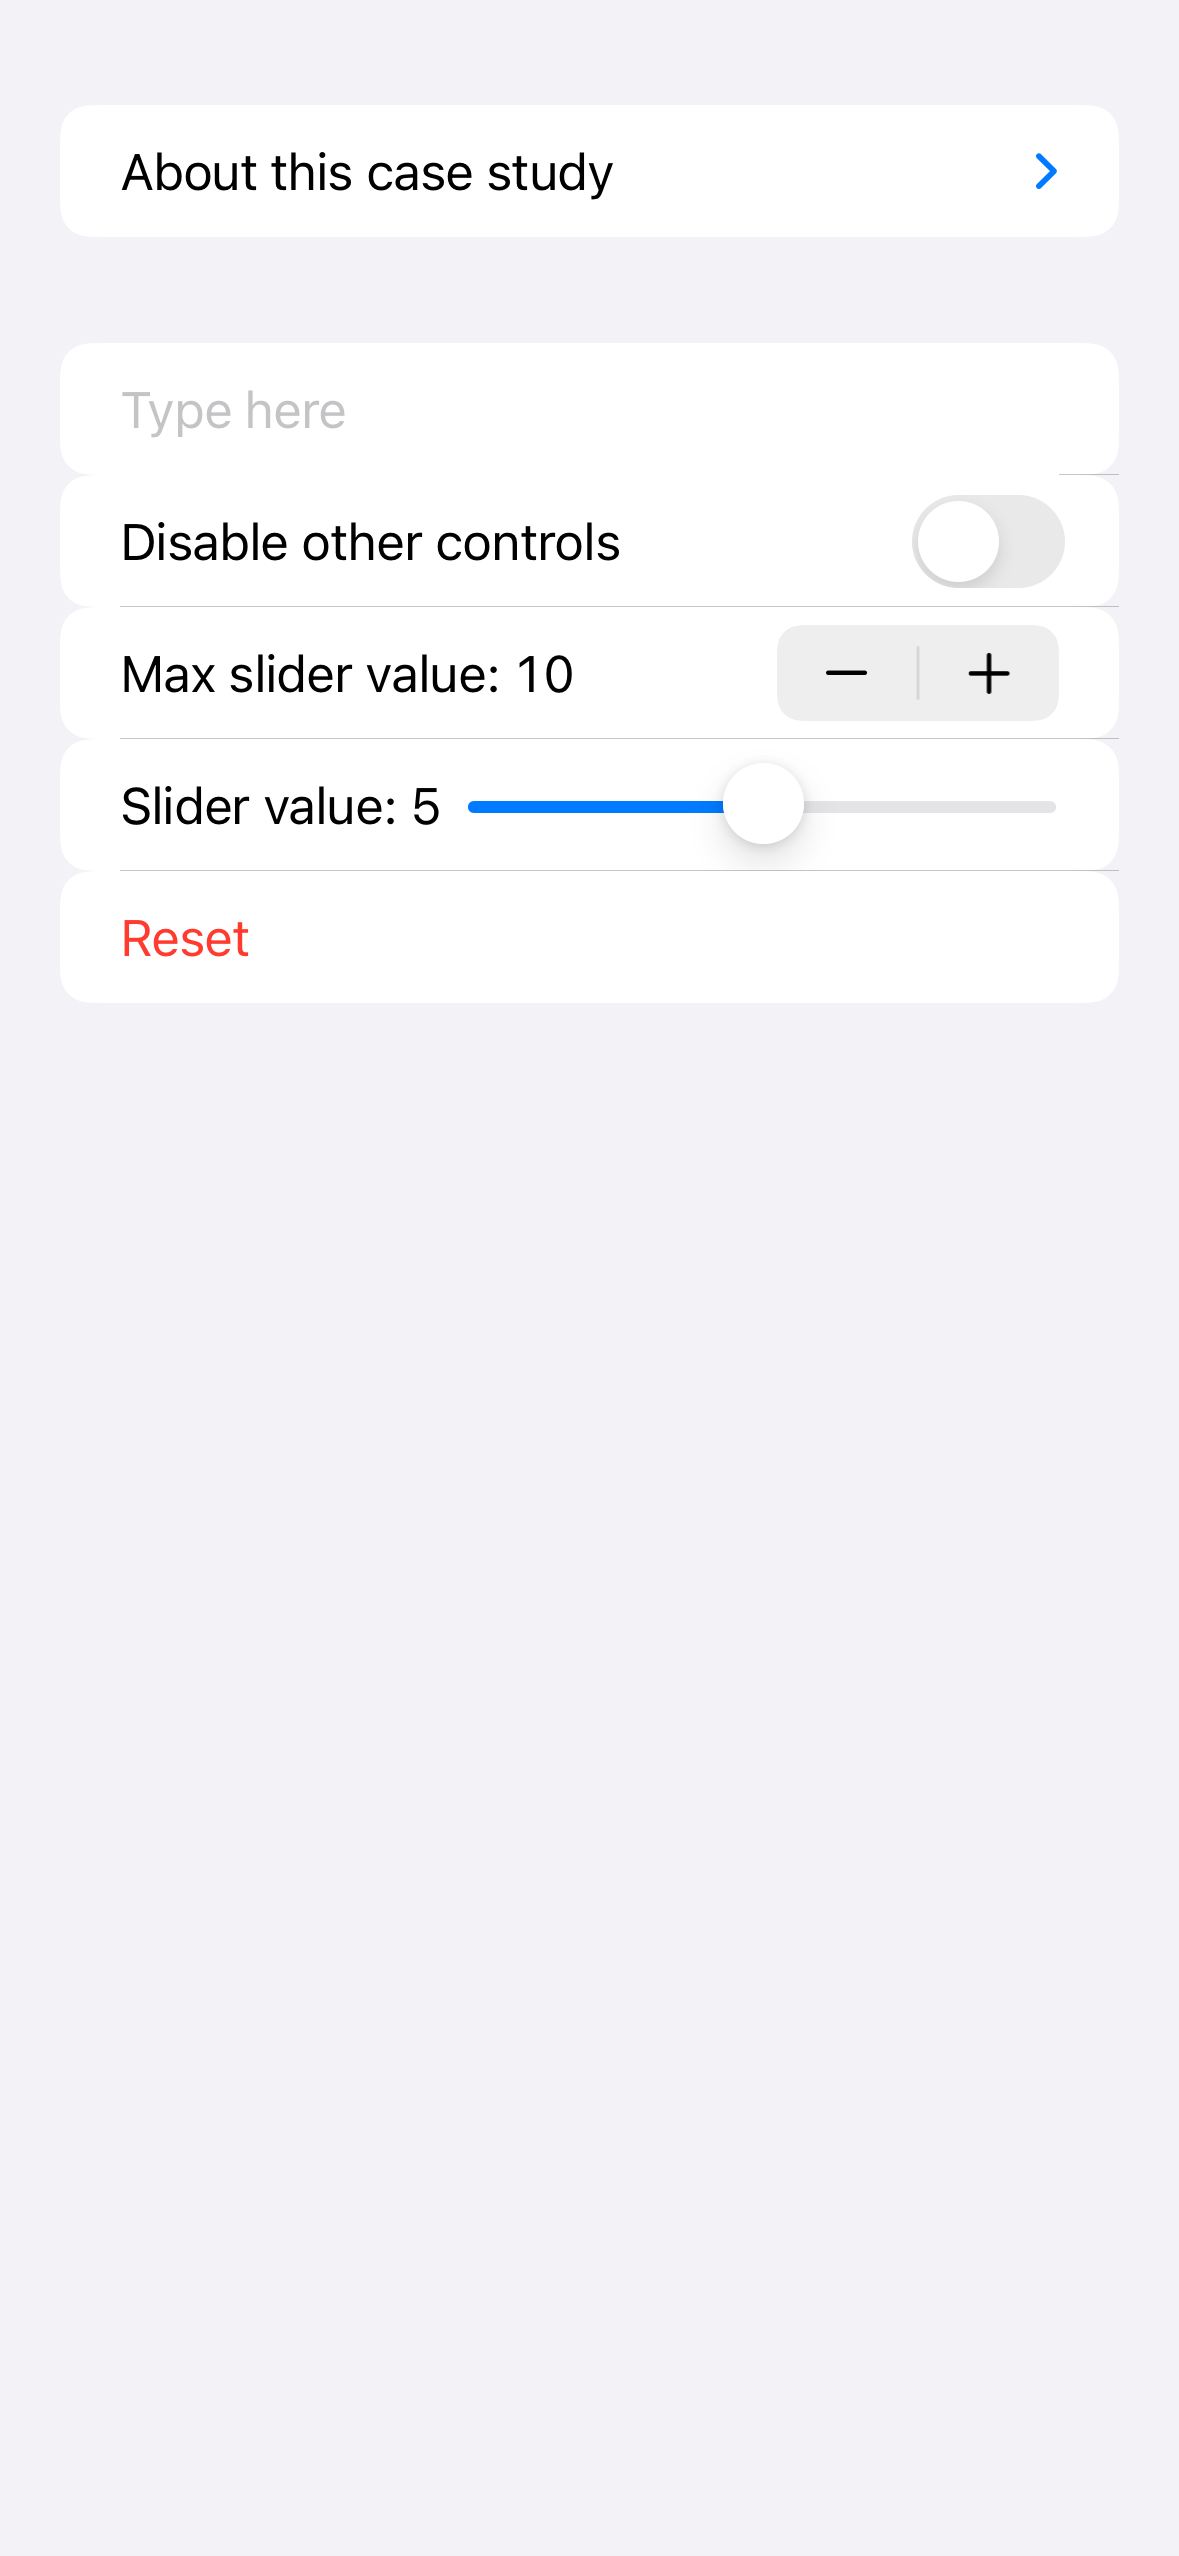 About this case study
Type here
Disable other controls
Max slider value: 10
Slider value: 5
Reset